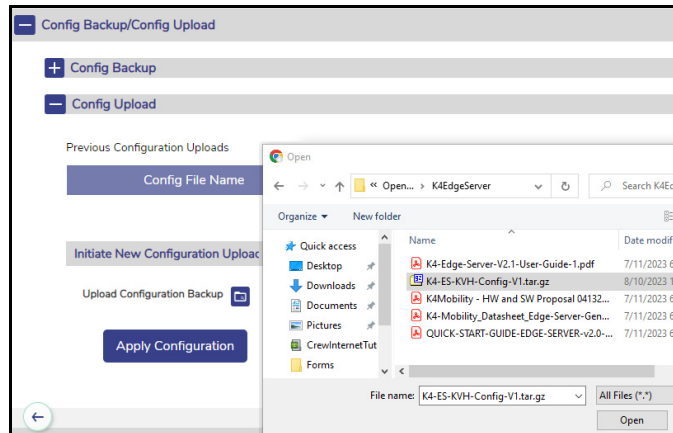 Config Backup/Config Upload
Config Backup
Config Upload
Previous Configuration Uploads
Config File Name
Initiate New Configuration Upload
Upload Configuration Backup
Apply Configuration
Open
« Open... › K4EdgeServer
Search K4Ed
Organize
New folder
Name
Date modif
Quick access
Desktop
Downloads
Documents
Pictures
CrewInternetTut
Forms
K4-Edge-Server-V2.1-User-Guide-1.pdf 7/11/2023 6
K4-ES-KVH-Config-V1.tar.gz 8/10/2023 1
K4Mobility - HW and SW Proposal 04132... 7/11/2023 6
K4-Mobility_Datasheet_Edge-Server-Gen... 7/11/2023 6
QUICK-START-GUIDE-EDGE-SERVER-v2.0-... 7/11/2023 6
File name: K4-ES-KVH-Config-V1.tar.gz
All Files (*.*)
Open